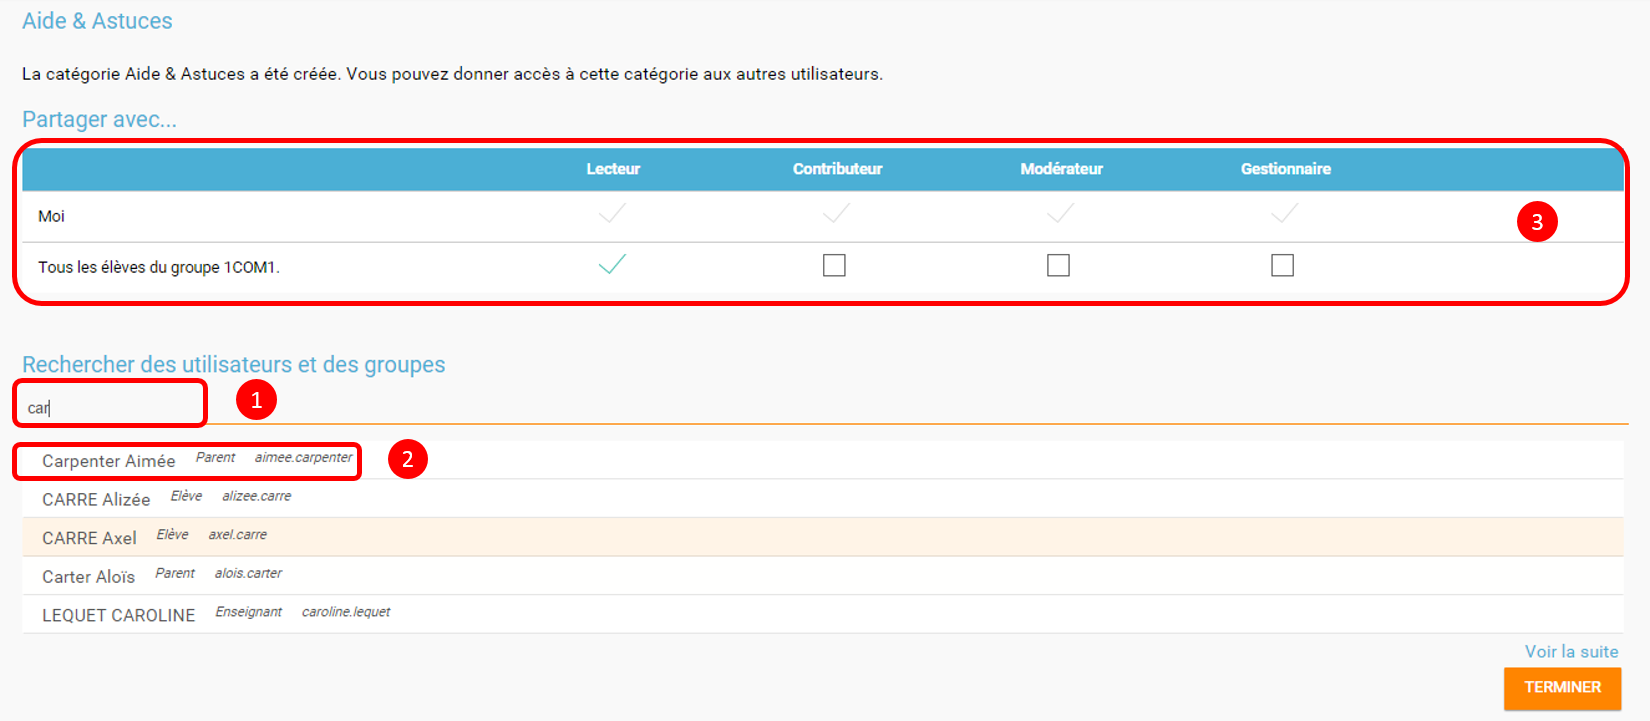 Aide & Astuces
La catégorie Aide & Astuces a été créée. Vous pouvez donner accès à cette catégorie aux autres utilisateurs.
Partager avec...
Lecteur Contributeur Modérateur Gestionnaire
Moi
3
Tous les élèves du groupe 1COM1.
Rechercher des utilisateurs et des groupes
car
1
Carpenter Aimée Parent aimee.carpenter
2
CARRE Alizée Elève alizee.carre
CARRE Axel Elève axel.carre
Carter Aloïs Parent alois.carter
LEQUET CAROLINE Enseignant caroline.lequet
Voir la suite
TERMINER